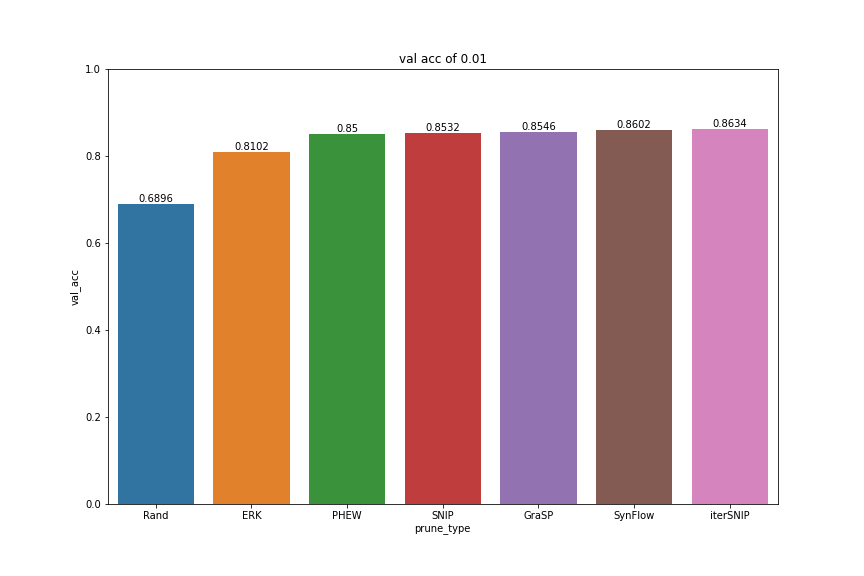 val acc of 0.01
1.0
0.8
0.6
0.4
0.2
0.0
val_acc
0.6896
0.8102
0.85
0.8532
0.8546
0.8602
0.8634
Rand
ERK
PHEW
SNIP
GraSP
SynFlow
iterSNIP
prune_type